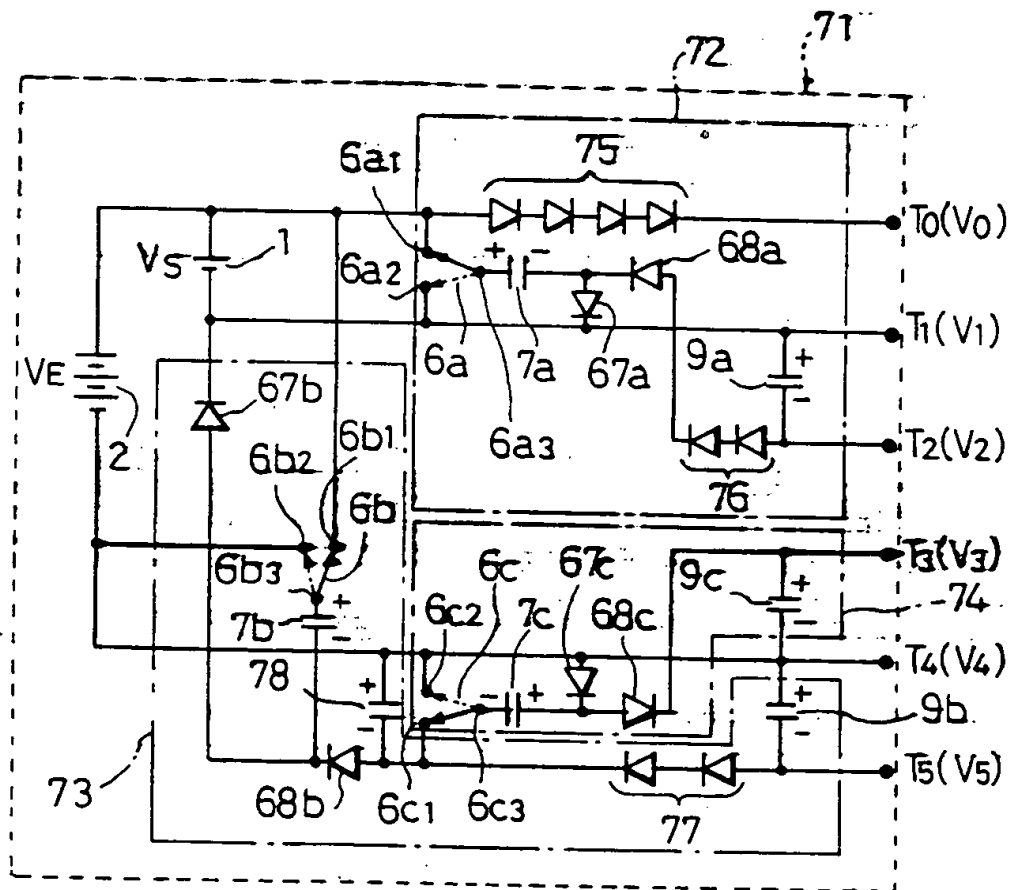 71
72
75
6a1
T0(V0)
VS
1
+ -
68a
6a2
T1(V1)
6a
7a
67a
9a
+
-
VE
2
67b
6a3
T2(V2)
6b1
6b2
6b
76
T3(V3)
6b3
6c
67c
9c
+
-
74
7b
+
-
6c2
7c
68c
T4(V4)
78
+
-
- +
+
-
9b
T5(V5)
73
68b
6c1
6c3
77